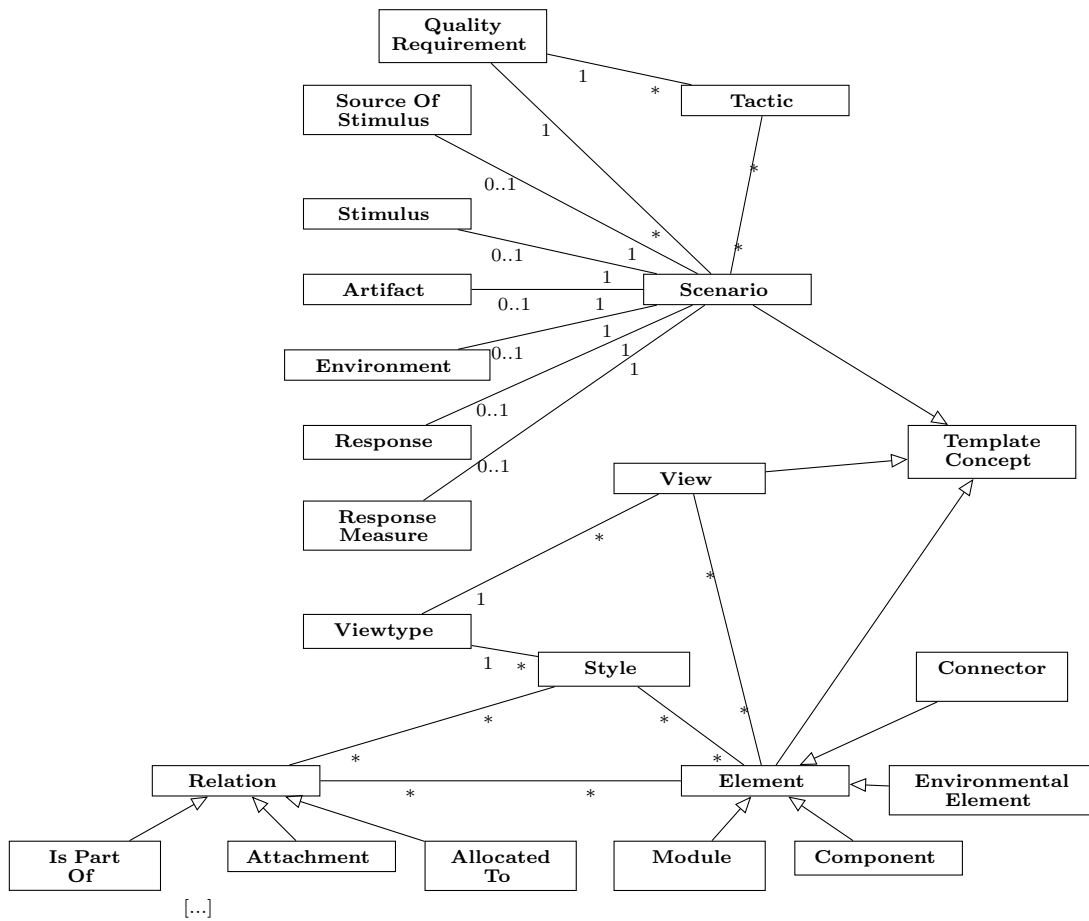 Quality
Requirement
1
*
Tactic
Source Of
Stimulus
1
*
0..1
Stimulus
*
*
0..1
1
Artifact
1
Scenario
0..1
1
1
Environment
0..1
1
1
0..1
Response
Template
Concept
0..1
View
Response
Measure
*
*
1
Viewtype
1
*
Style
Connector
*
*
*
*
*
Relation
*
*
Element
Environmental
Element
Is Part
Of
Attachment
Allocated
To
Module
Component
[...]